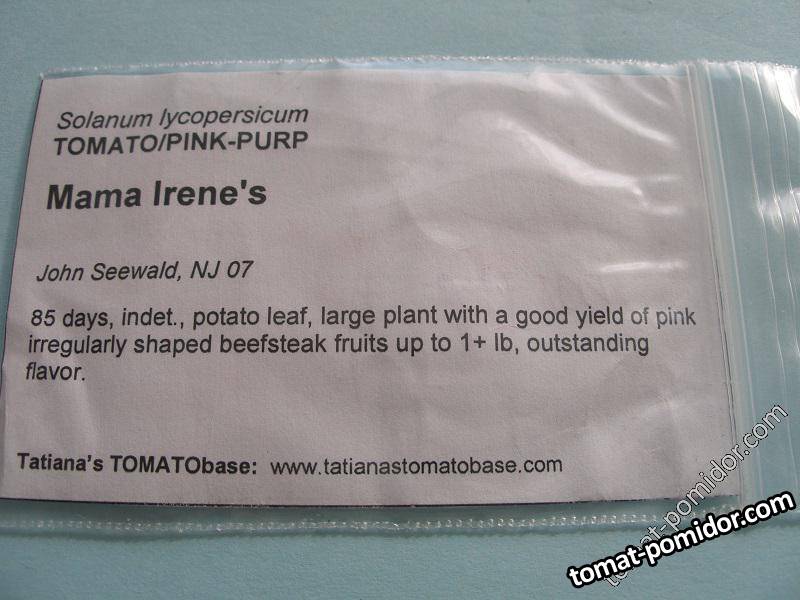 Solanum lycopersicum
TOMATO/PINK-PURP
Mama Irene's
John Seewald, NJ 07
85 days, indet., potato leaf, large plant with a good yield of pink
irregularly shaped beefsteak fruits up to 1+ lb, outstanding
flavor.
Tatiana's TOMATObase: www.tatianastomatobase.com
tomat-pomidor.com
tomat-pomidor.com